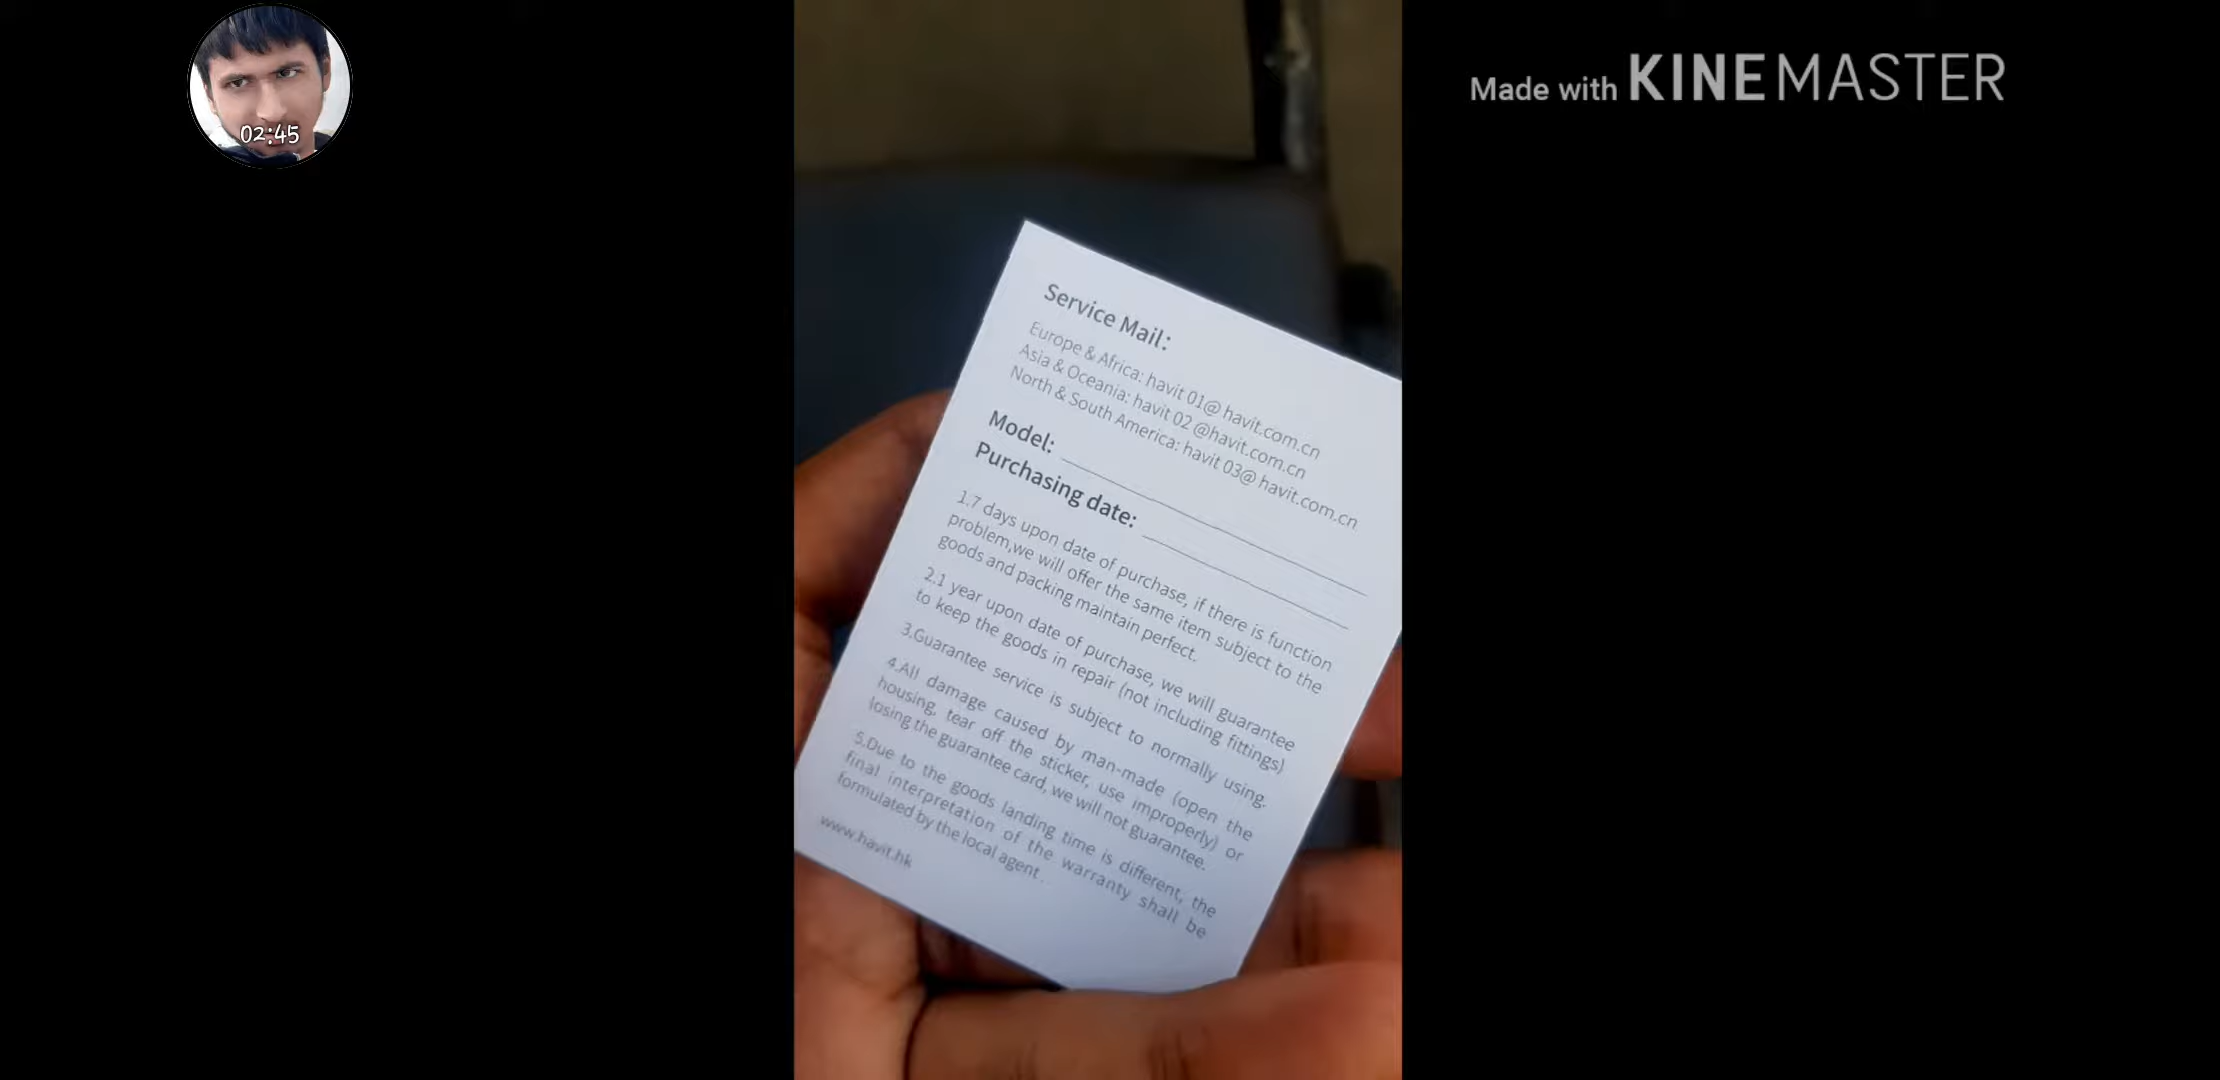 02:45
Made with KINEMASTER
Service Mail:
Europe & Africa: havit 01@ havit.com.cn
Asia & Oceania: havit 02 @havit.com.cn
North & South America: havit 03@ havit.com.cn
Model:
Purchasing date:
1.7 days upon date of purchase, if there is function
problem,we will offer the same item subject to the
goods and packing maintain perfect.
2.1 year upon date of purchase, we will guarantee
to keep the goods in repair (not including fittings)
3.Guarantee service is subject to normally using.
4.All damage caused by man-made (open the
housing, tear off the sticker, use improperly) or
losing the guarantee card, we will not guarantee.
5.Due to the goods landing time is different, the
final interpretation of the warranty shall be
formulated by the local agent.
www.havit.hk